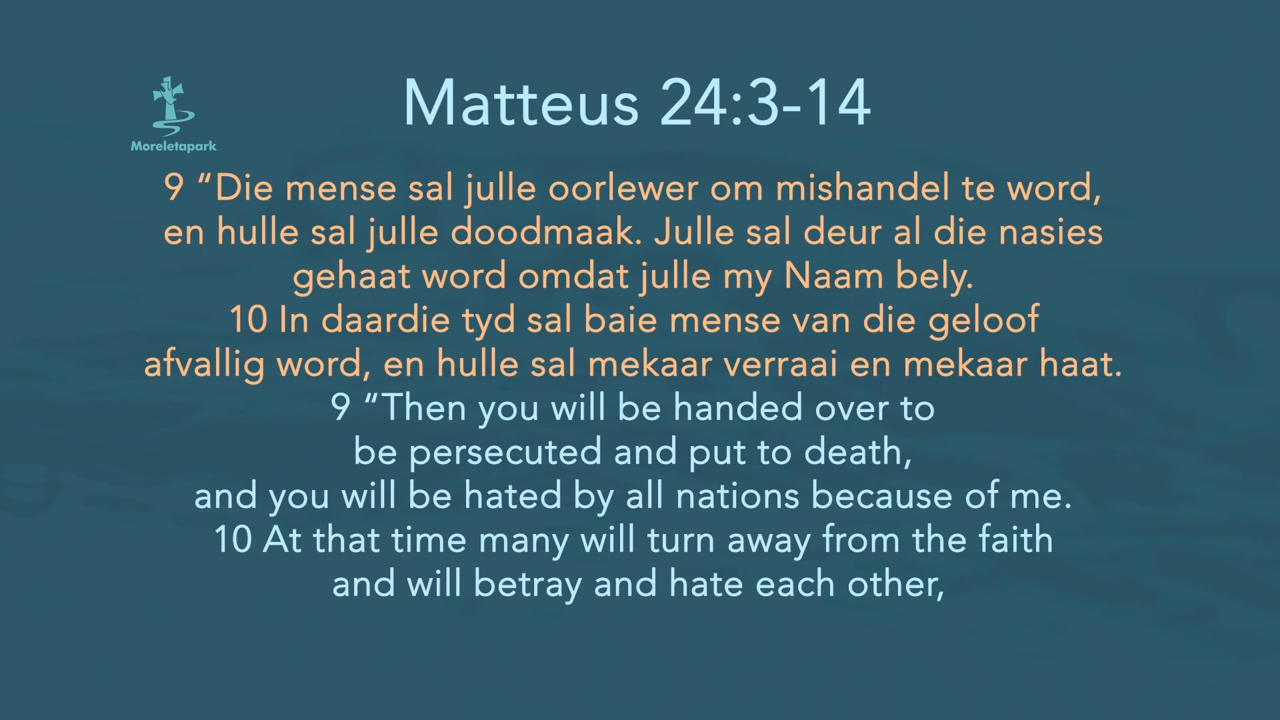 Matteus 24:3-14
Moreletapark
9 “Die mense sal julle oorlewer om mishandel te word,
en hulle sal julle doodmaak. Julle sal deur al die nasies
gehaat word omdat julle my Naam bely.
10 In daardie tyd sal baie mense van die geloof
afvallig word, en hulle sal mekaar verraai en mekaar haat.
9 “Then you will be handed over to
be persecuted and put to death,
and you will be hated by all nations because of me.
10 At that time many will turn away from the faith
and will betray and hate each other,